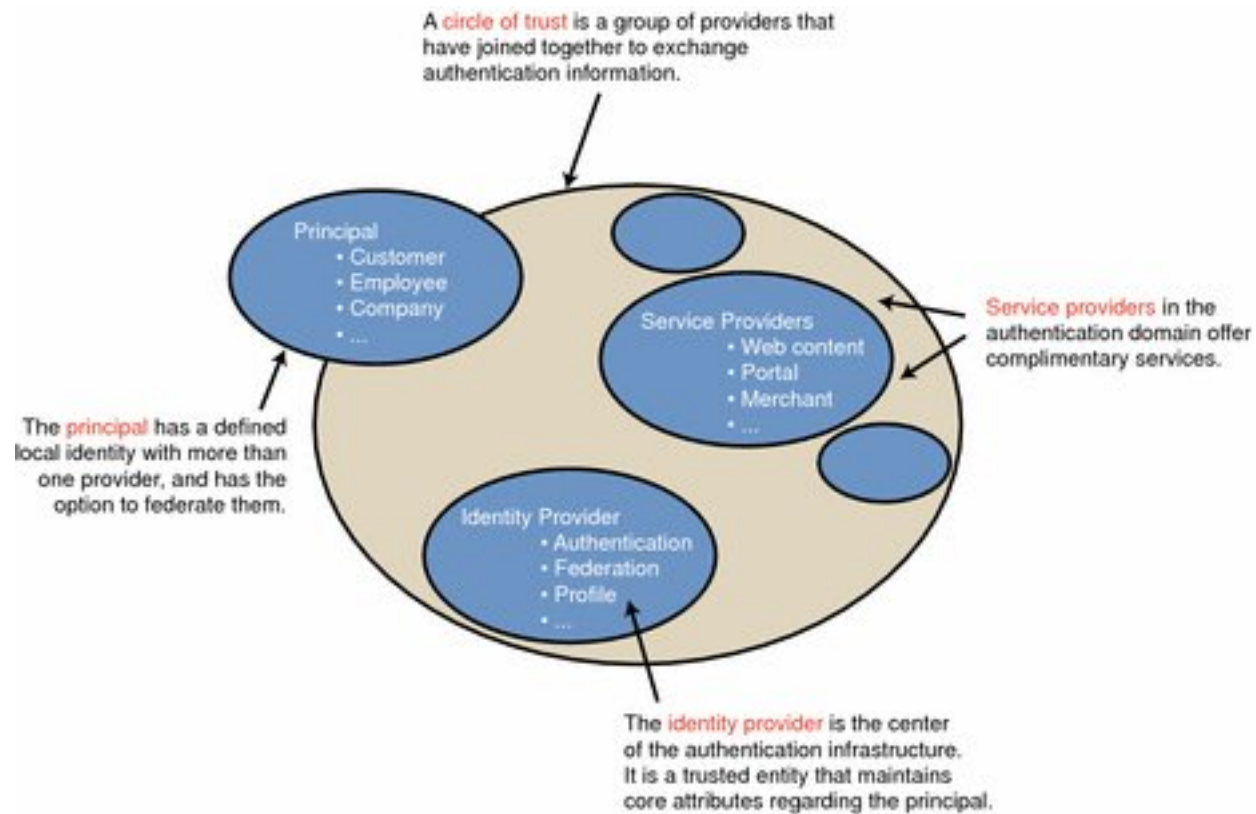 A circle of trust is a group of providers that
have joined together to exchange
authentication information.
Principal
• Customer
• Employee
• Company
• ...
Service Providers
• Web content
• Portal
• Merchant
• ...
Service providers in the
authentication domain offer
complimentary services.
The principal has a defined
local identity with more than
one provider, and has the
option to federate them.
Identity Provider
• Authentication
• Federation
• Profile
• ...
The identity provider is the center
of the authentication infrastructure.
It is a trusted entity that maintains
core attributes regarding the principal.